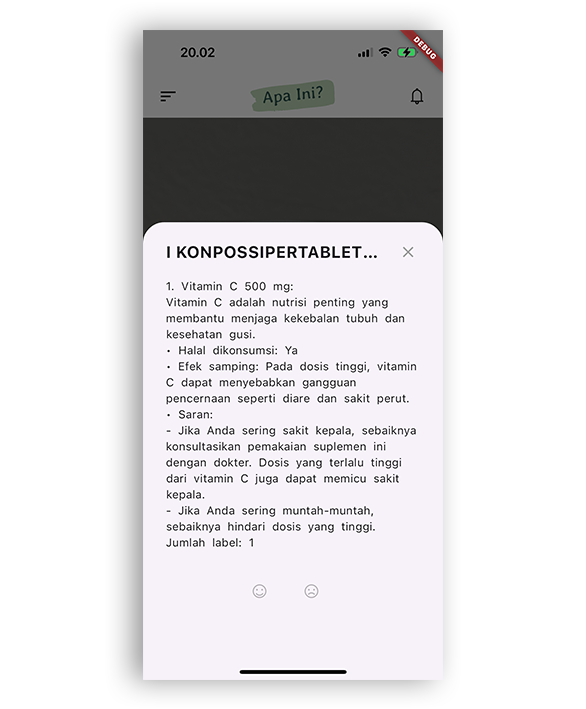 20.02
DEBUG
Apa Ini?
I KONPOSSIPERTABLET...
1. Vitamin C 500 mg:
Vitamin C adalah nutrisi penting yang
membantu menjaga kekebalan tubuh dan
kesehatan gusi.
• Halal dikonsumsi: Ya
• Efek samping: Pada dosis tinggi, vitamin
C dapat menyebabkan gangguan
pencernaan seperti diare dan sakit perut.
• Saran:
- Jika Anda sering sakit kepala, sebaiknya
konsultasikan pemakaian suplemen ini
dengan dokter. Dosis yang terlalu tinggi
dari vitamin C juga dapat memicu sakit
kepala.
- Jika Anda sering muntah-muntah,
sebaiknya hindari dosis yang tinggi.
Jumlah label: 1